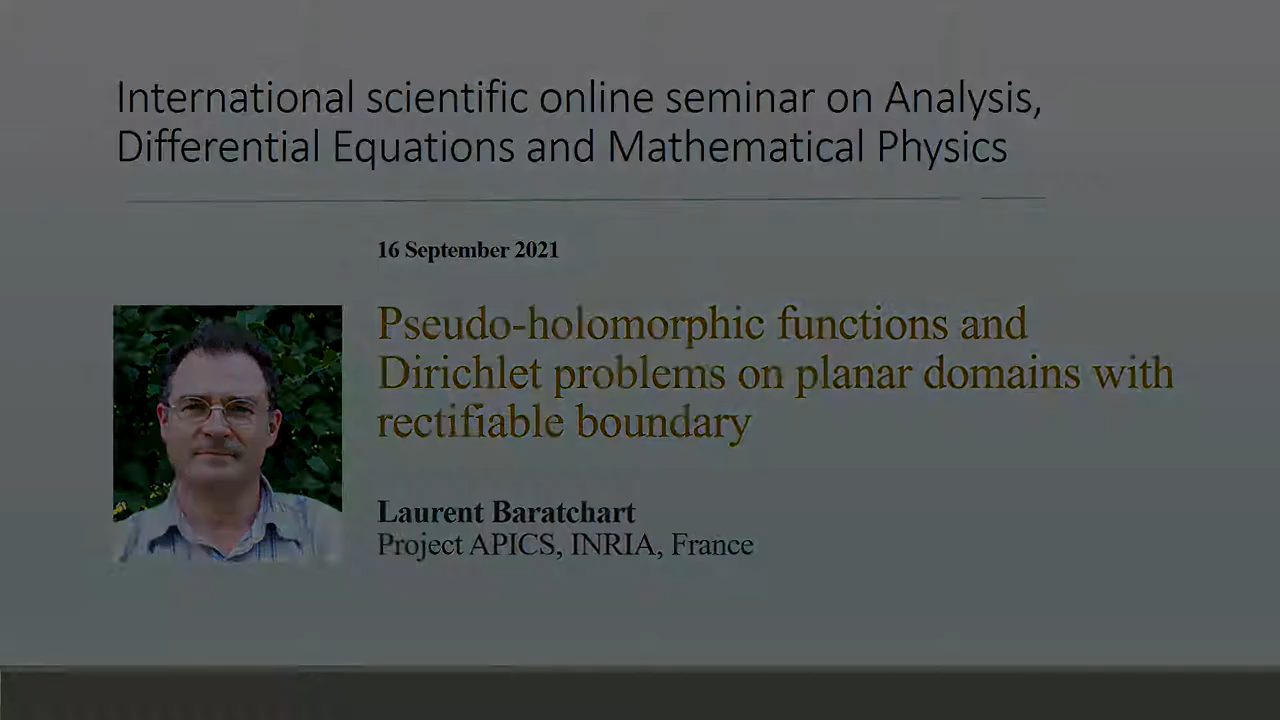 International scientific online seminar on Analysis,
Differential Equations and Mathematical Physics
16 September 2021
Pseudo-holomorphic functions and
Dirichlet problems on planar domains with
rectifiable boundary
Laurent Baratchart
Project APICS, INRIA, France